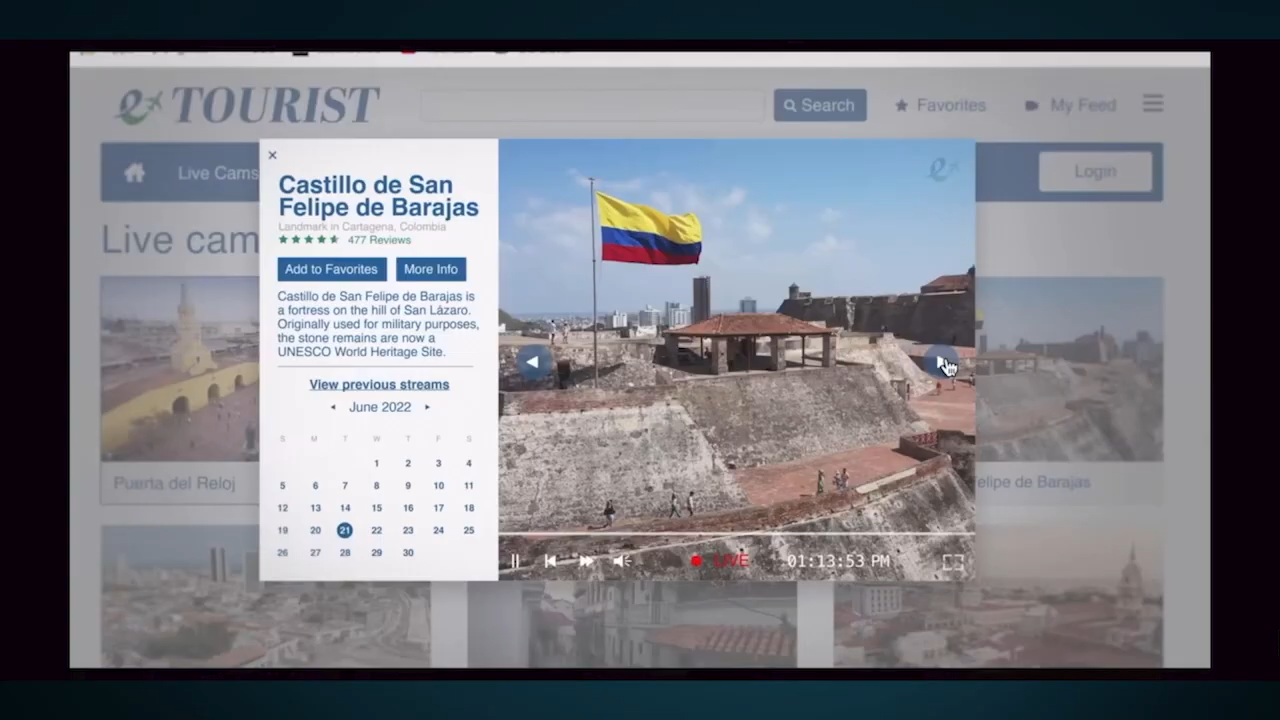 e TOURIST
Search
Favorites
My Feed
Live Cams
Login
Live cam
Castillo de San
Felipe de Barajas
Landmark in Cartagena, Colombia
477 Reviews
Add to Favorites
More Info
Castillo de San Felipe de Barajas is
a fortress on the hill of San Lázaro.
Originally used for military purposes,
the stone remains are now a
UNESCO World Heritage Site.
View previous streams
June 2022
S M T W T F S
1 2 3 4
5 6 7 8 9 10 11
12 13 14 15 16 17 18
19 20 21 22 23 24 25
26 27 28 29 30
LIVE
01:13:53 PM
Puerta del Reloj
elipe de Barajas